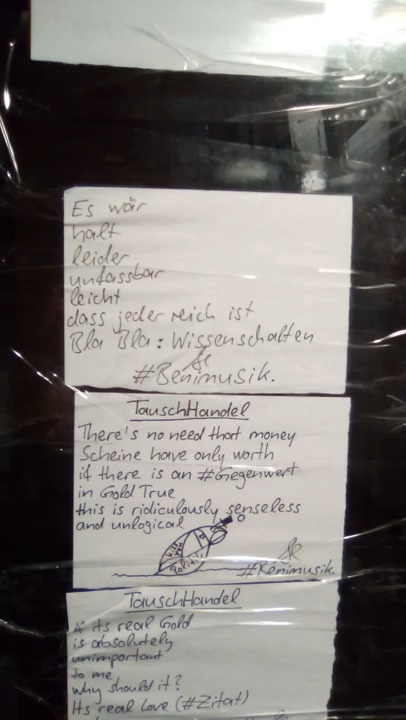 Es wär
halt
leider
unfassbar
leicht
dass jeder reich ist
Bla Bla: Wissenschalten
#Benimusik.
TauschHandel
There's no need that money
Scheine have only worth
if there is an #Gegenwert
in Gold True
this is ridiculously senseless
and unlogical
#Benimusik.
TauschHandel
if its real Gold
is absolutely
unimportant
to me
why should it?
Its real Love (#Zitat)